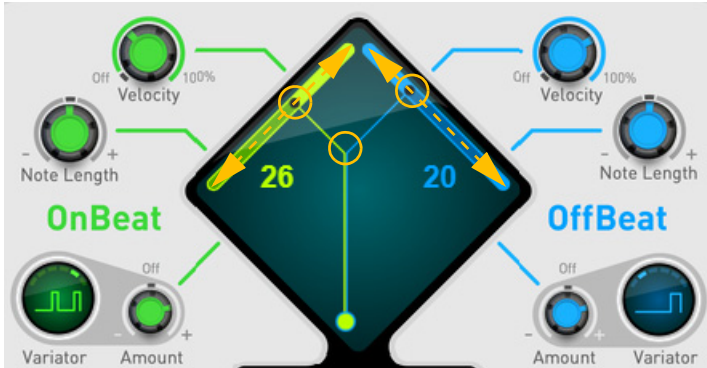 Off 100%
Velocity
Off 100%
Velocity
- +
Note Length
- +
Note Length
26 20
OnBeat
OffBeat
Off
- +
Variator Amount
Off
- +
Amount Variator